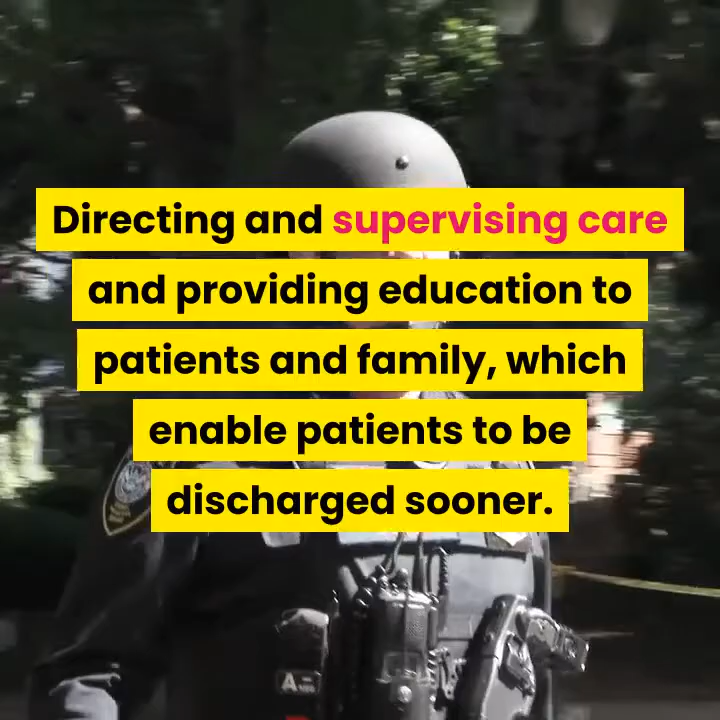 Directing and supervising care
and providing education to
patients and family, which
enable patients to be
discharged sooner.
A